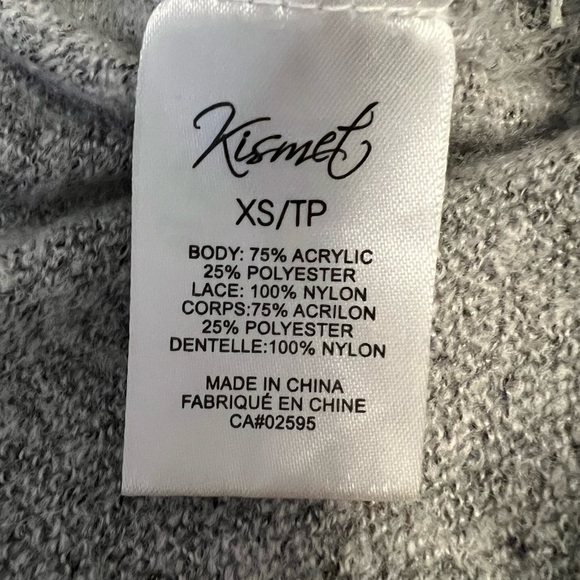 Kismet
XS/TP
BODY: 75% ACRYLIC
25% POLYESTER
LACE: 100% NYLON
CORPS:75% ACRILON
25% POLYESTER
DENTELLE:100% NYLON
MADE IN CHINA
FABRIQUÉ EN CHINE
CA#02595